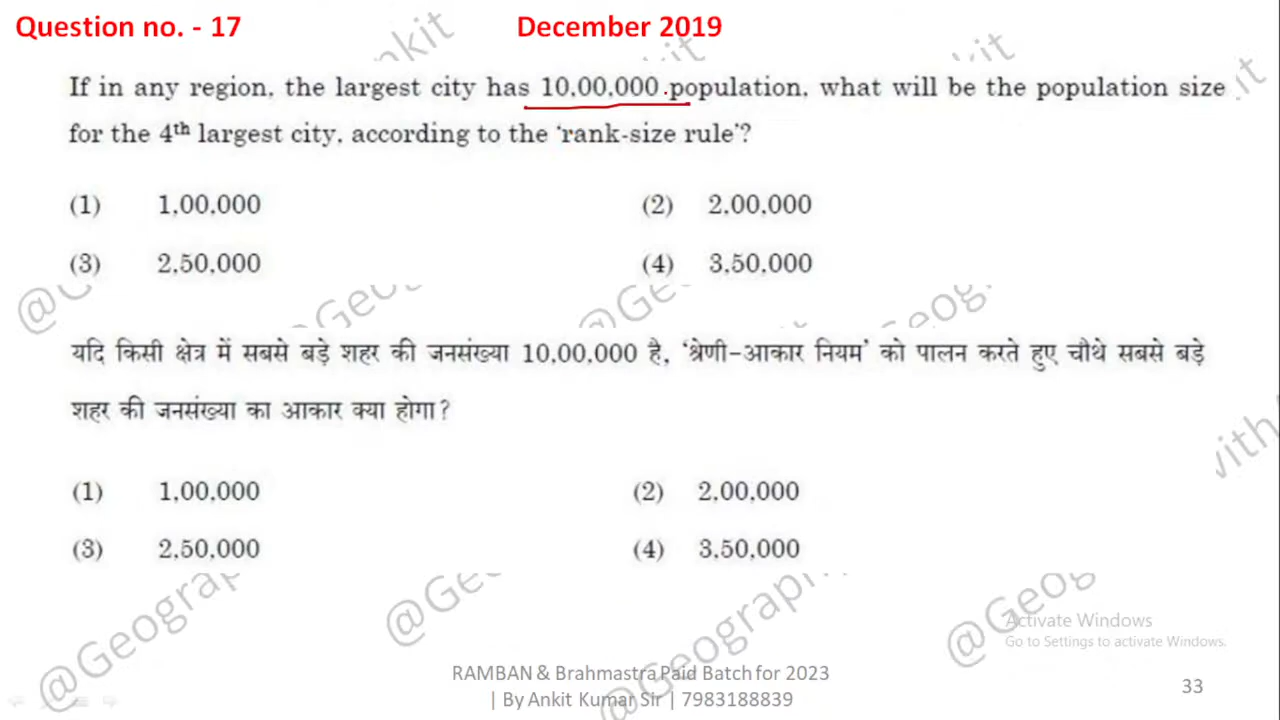 Question no. - 17 December 2019
If in any region, the largest city has 10,00,000 population, what will be the population size
for the 4th largest city, according to the 'rank-size rule'?
(1) 1,00,000 (2) 2,00,000
(3) 2,50,000 (4) 3,50,000
यदि किसी क्षेत्र में सबसे बड़े शहर की जनसंख्या 10,00,000 है, 'श्रेणी-आकार नियम' को पालन करते हुए चौथे सबसे बड़े
शहर की जनसंख्या का आकार क्या होगा?
(1) 1,00,000 (2) 2,00,000
(3) 2,50,000 (4) 3,50,000
Activate Windows
Go to Settings to activate Windows.
RAMBAN & Brahmastra Paid Batch for 2023
| By Ankit Kumar Sir | 7983188839
33